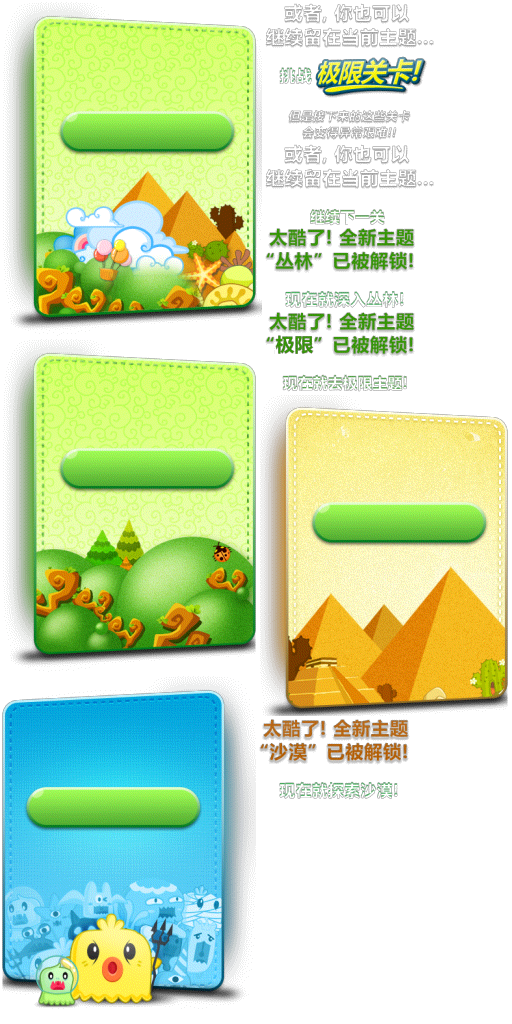 或者, 你也可以
继续留在当前主题...
挑战 极限关卡!
但是接下来的这些关卡
会变得异常艰难!!
或者, 你也可以
继续留在当前主题...
继续下一关
太酷了! 全新主题
“丛林” 已被解锁!
现在就深入丛林!
太酷了! 全新主题
“极限” 已被解锁!
现在就去极限主题!
太酷了! 全新主题
“沙漠” 已被解锁!
现在就探索沙漠!